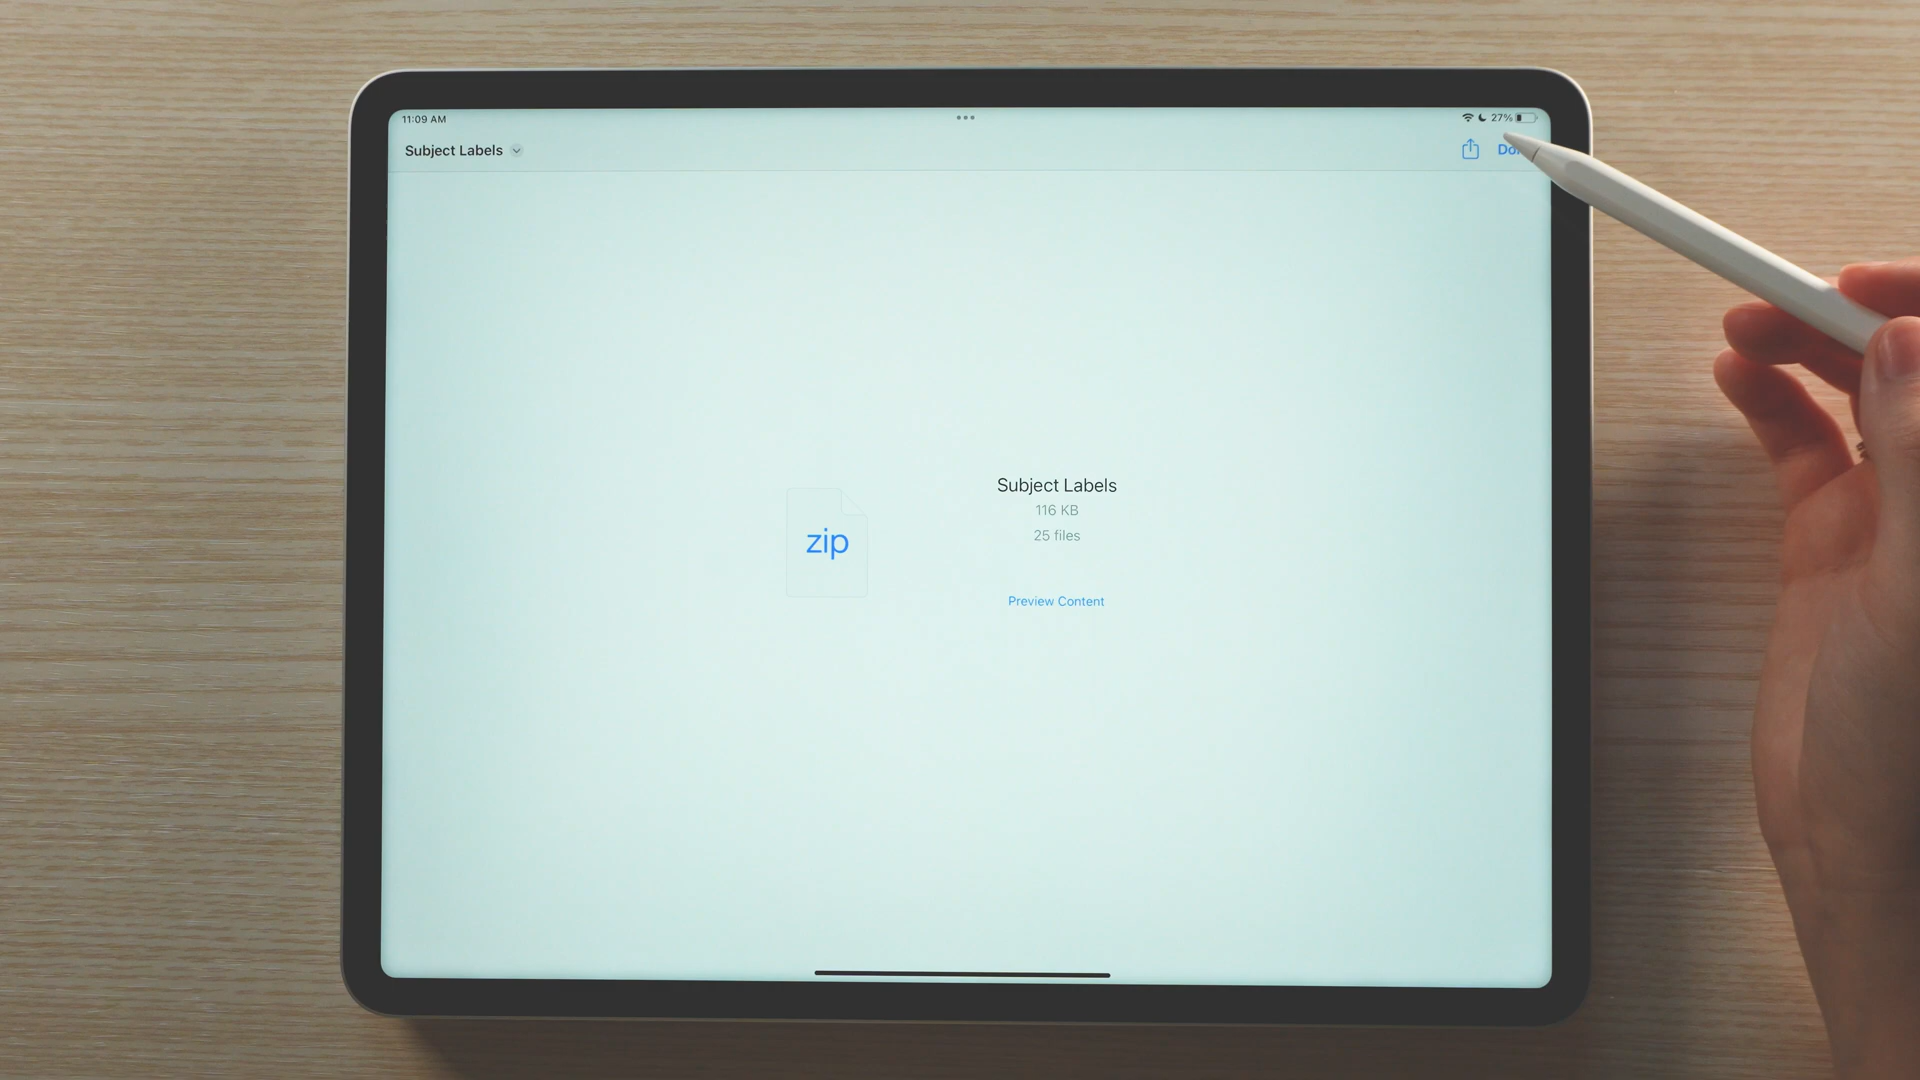 11:09 AM
27%
Subject Labels
zip
Subject Labels
116 KB
25 files
Preview Content